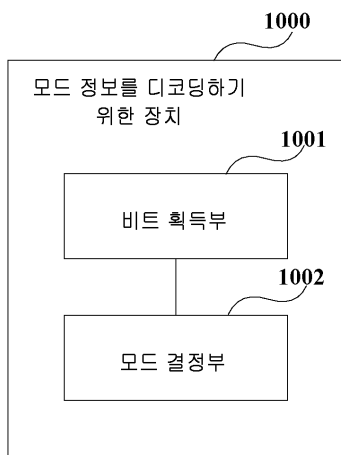 1000
모드 정보를 디코딩하기
위한 장치
1001
비트 획득부
1002
모드 결정부